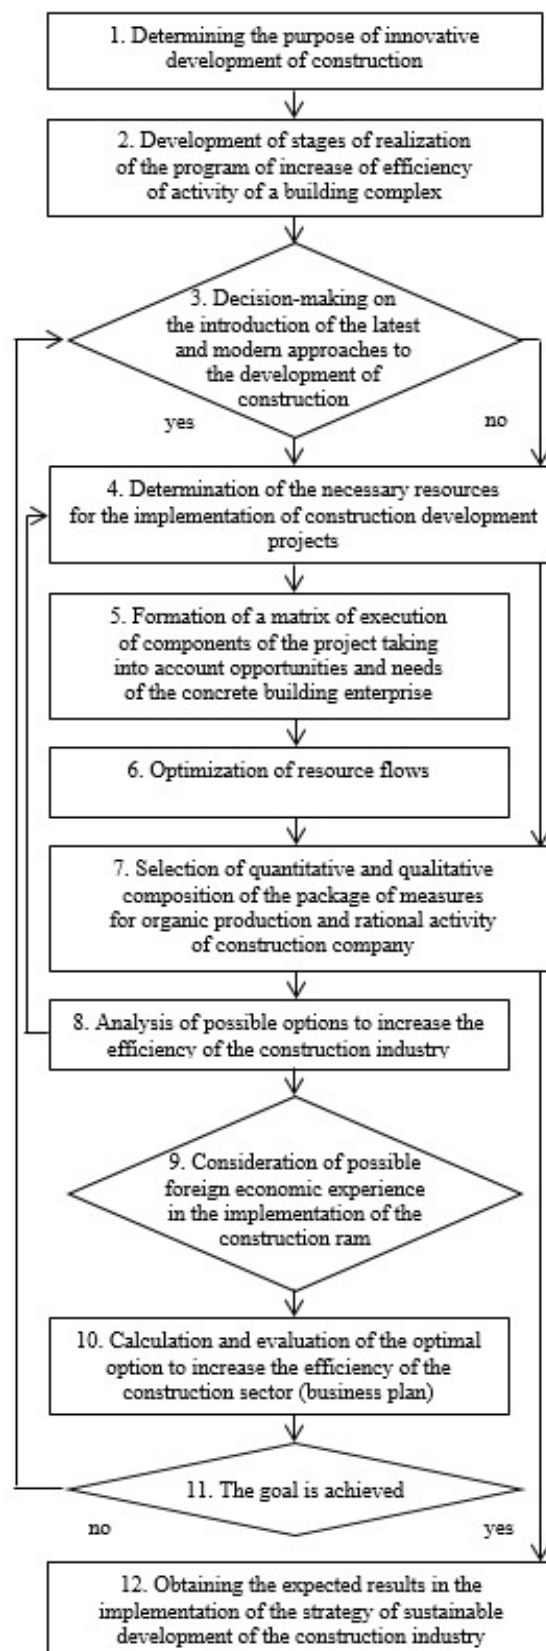 1. Determining the purpose of innovative
development of construction
2. Development of stages of realization
of the program of increase of efficiency
of activity of a building complex
3. Decision-making on
the introduction of the latest
and modern approaches to
the development of
construction
yes
no
4. Determination of the necessary resources
for the implementation of construction development
projects
5. Formation of a matrix of execution
of components of the project taking
into account opportunities and needs
of the concrete building enterprise
6. Optimization of resource flows
7. Selection of quantitative and qualitative
composition of the package of measures
for organic production and rational activity
of construction company
8. Analysis of possible options to increase the
efficiency of the construction industry
9. Consideration of possible
foreign economic experience
in the implementation of the
construction ram
10. Calculation and evaluation of the optimal
option to increase the efficiency of the
construction sector (business plan)
11. The goal is achieved
no
yes
12. Obtaining the expected results in the
implementation of the strategy of sustainable
development of the construction industry